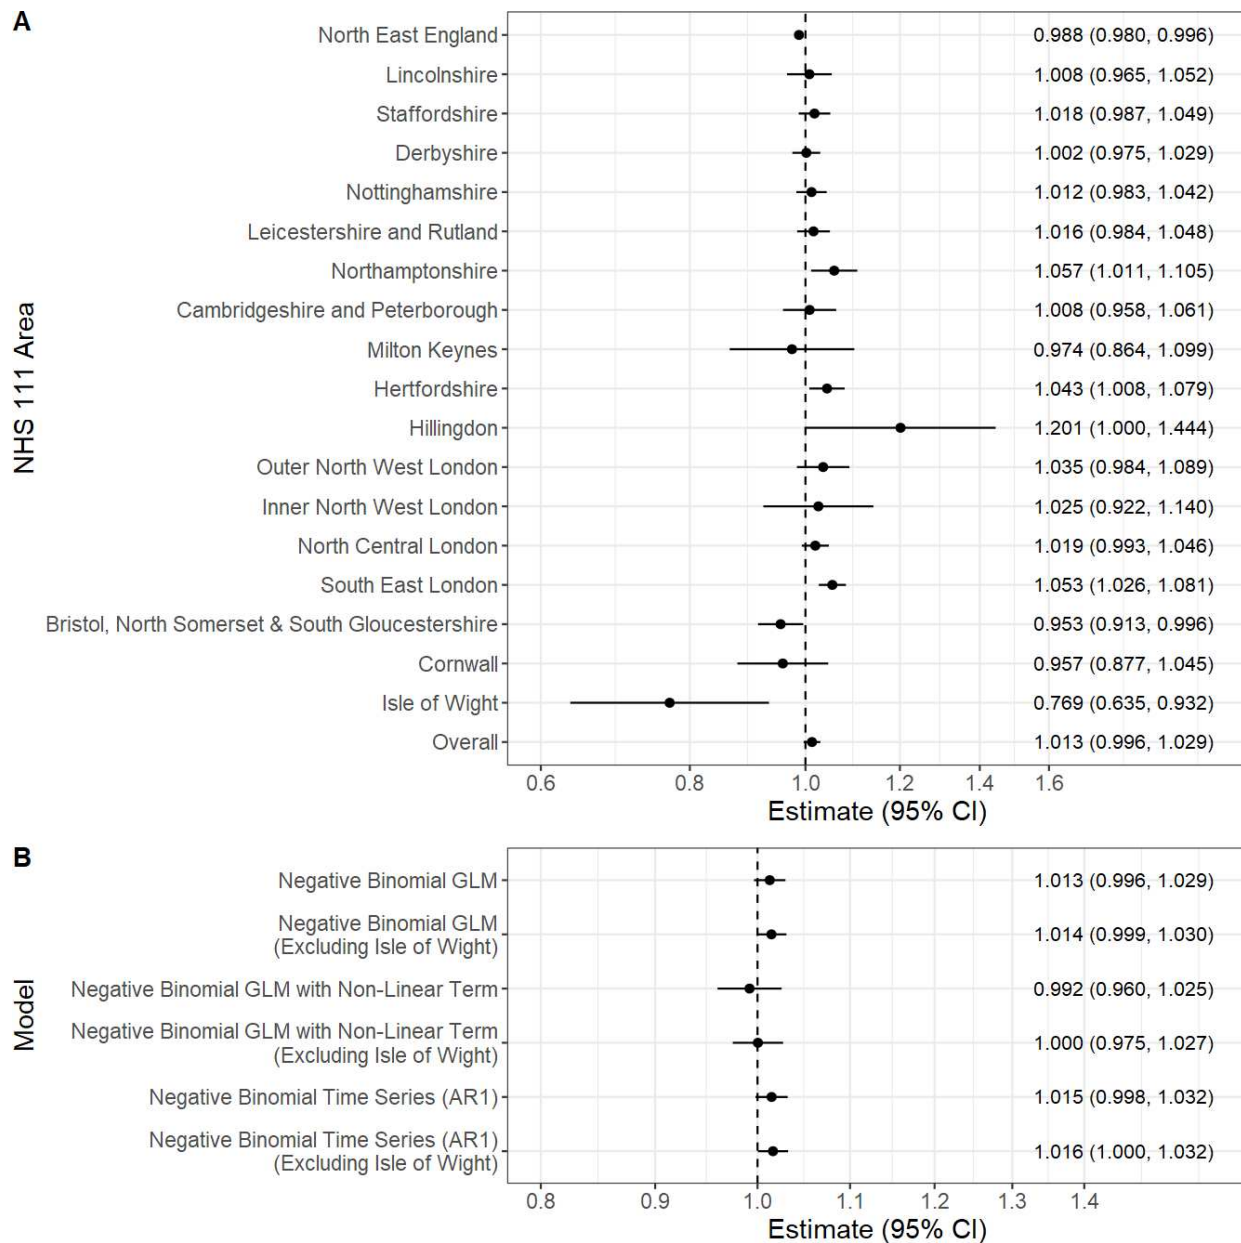 A
NHS 111 Area
North East England 0.988 (0.980, 0.996)
Lincolnshire 1.008 (0.965, 1.052)
Staffordshire 1.018 (0.987, 1.049)
Derbyshire 1.002 (0.975, 1.029)
Nottinghamshire 1.012 (0.983, 1.042)
Leicestershire and Rutland 1.016 (0.984, 1.048)
Northamptonshire 1.057 (1.011, 1.105)
Cambridgeshire and Peterborough 1.008 (0.958, 1.061)
Milton Keynes 0.974 (0.864, 1.099)
Hertfordshire 1.043 (1.008, 1.079)
Hillingdon 1.201 (1.000, 1.444)
Outer North West London 1.035 (0.984, 1.089)
Inner North West London 1.025 (0.922, 1.140)
North Central London 1.019 (0.993, 1.046)
South East London 1.053 (1.026, 1.081)
Bristol, North Somerset & South Gloucestershire 0.953 (0.913, 0.996)
Cornwall 0.957 (0.877, 1.045)
Isle of Wight 0.769 (0.635, 0.932)
Overall 1.013 (0.996, 1.029)
0.6 0.8 1.0 1.2 1.4 1.6
Estimate (95% CI)
B
Model
Negative Binomial GLM 1.013 (0.996, 1.029)
Negative Binomial GLM
(Excluding Isle of Wight) 1.014 (0.999, 1.030)
Negative Binomial GLM with Non-Linear Term 0.992 (0.960, 1.025)
Negative Binomial GLM with Non-Linear Term
(Excluding Isle of Wight) 1.000 (0.975, 1.027)
Negative Binomial Time Series (AR1) 1.015 (0.998, 1.032)
Negative Binomial Time Series (AR1)
(Excluding Isle of Wight) 1.016 (1.000, 1.032)
0.8 0.9 1.0 1.1 1.2 1.3 1.4
Estimate (95% CI)